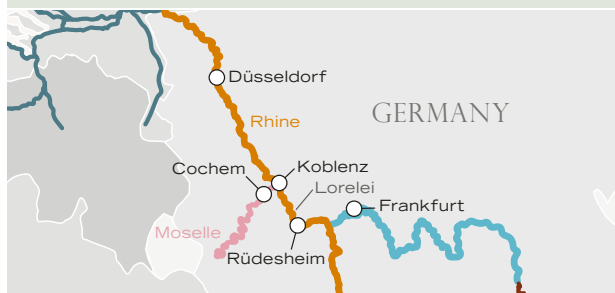 Düsseldorf
Rhine
GERMANY
Cochem
Koblenz
Lorelei
Frankfurt
Moselle
Rüdesheim